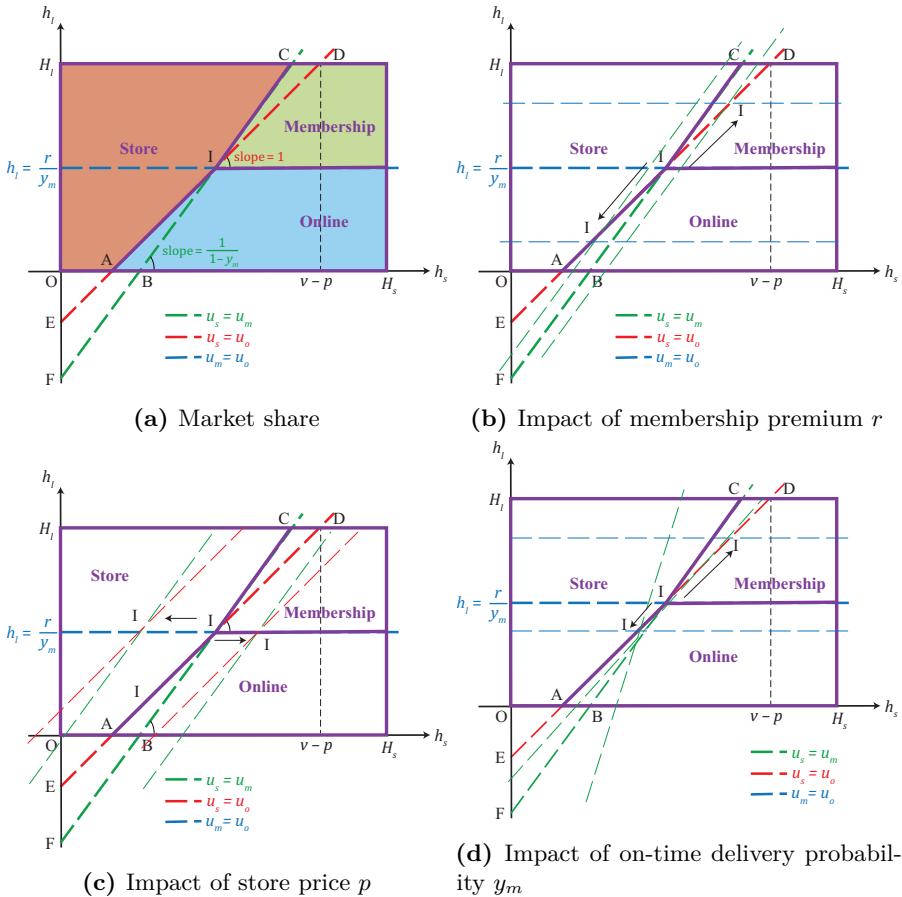 h_l
H_l
C
D
Store
Membership
I
slope = 1
h_l = r/y_m
Online
slope = 1/(1−y_m)
A
O
B
v − p
H_s
h_s
E
F
u_s = u_m
u_s = u_o
u_m = u_o
(a) Market share
h_l
H_l
C
D
I
Store
I
Membership
h_l = r/y_m
Online
I
A
O
B
v − p
H_s
h_s
E
F
u_s = u_m
u_s = u_o
u_m = u_o
(b) Impact of membership premium r
h_l
H_l
C
D
Store
I
I
Membership
h_l = r/y_m
I
I
Online
A
O
B
v − p
H_s
h_s
E
F
u_s = u_m
u_s = u_o
u_m = u_o
(c) Impact of store price p
h_l
H_l
C
D
I
Store
I
Membership
h_l = r/y_m
I
Online
A
O
B
v − p
H_s
h_s
E
F
u_s = u_m
u_s = u_o
u_m = u_o
(d) Impact of on-time delivery probabil-
ity y_m